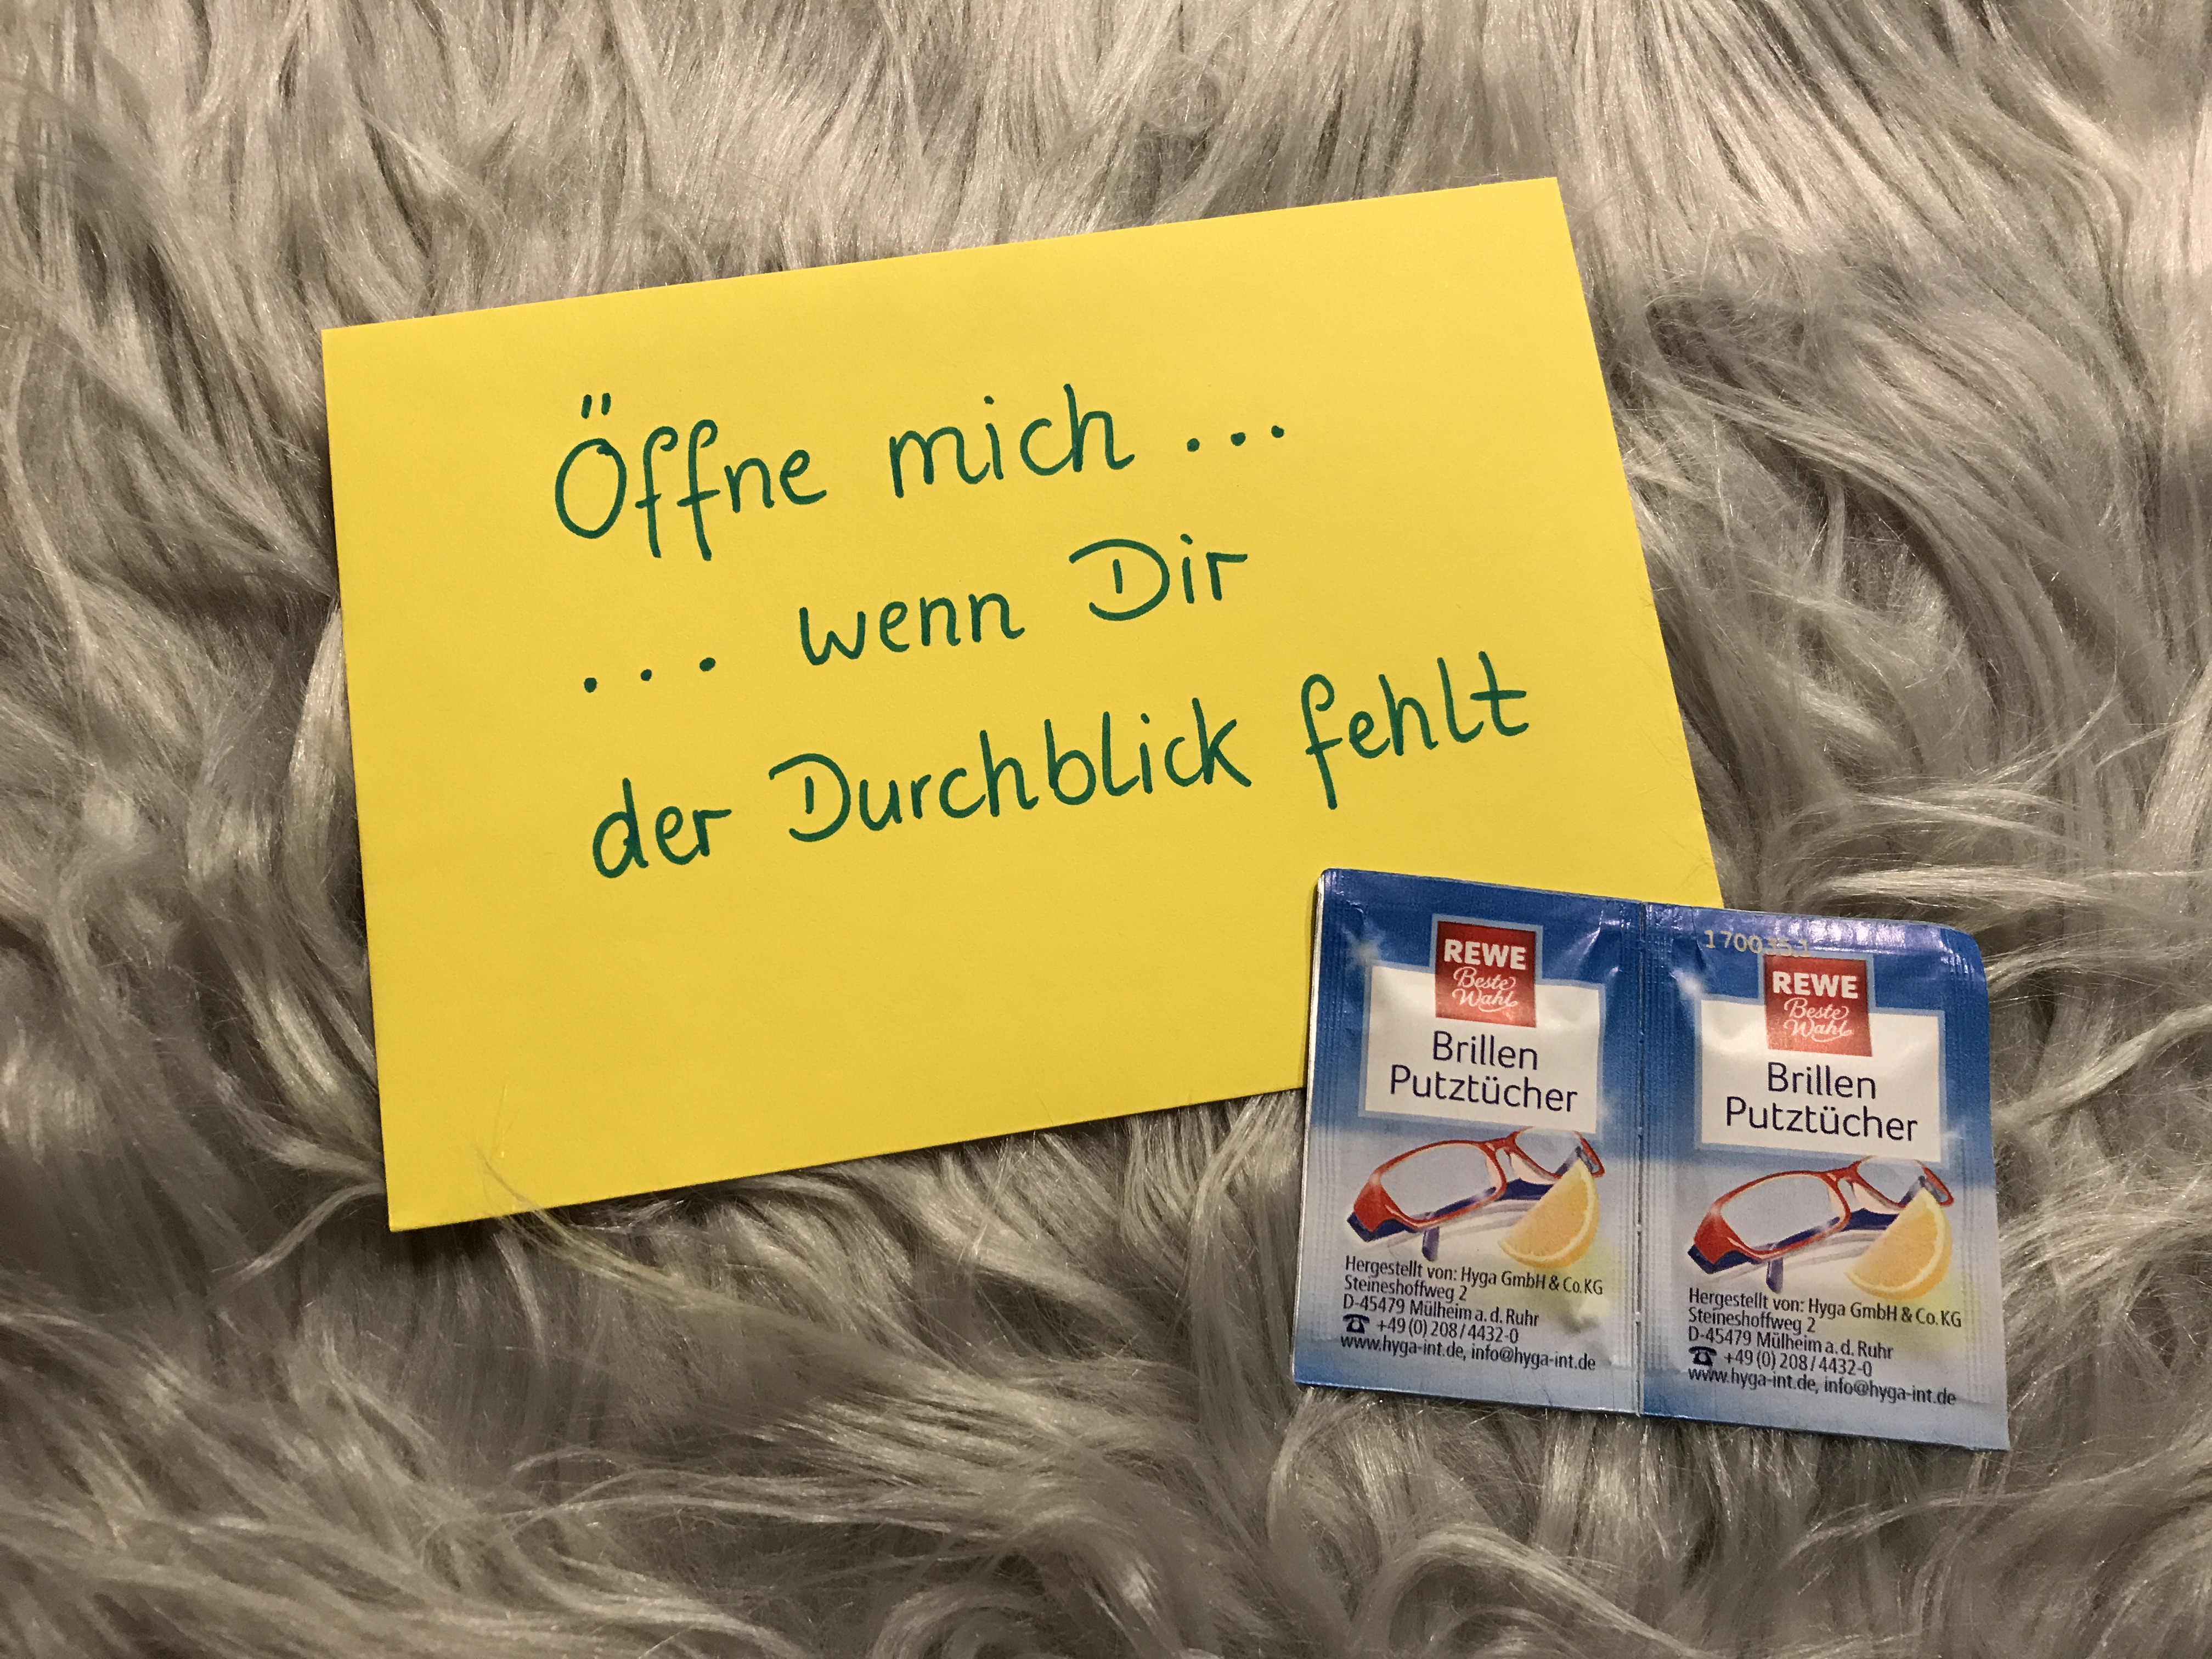 Öffne mich ...
... wenn Dir
der Durchblick fehlt
REWE
Beste
Wahl
Brillen
Putztücher
Hergestellt von: Hyga GmbH & Co. KG
Steineshoffweg 2
D-45479 Mülheim a. d. Ruhr
☎ +49 (0) 208 / 4432-0
www.hyga-int.de, info@hyga-int.de
REWE
Beste
Wahl
Brillen
Putztücher
Hergestellt von: Hyga GmbH & Co. KG
Steineshoffweg 2
D-45479 Mülheim a. d. Ruhr
☎ +49 (0) 208 / 4432-0
www.hyga-int.de, info@hyga-int.de